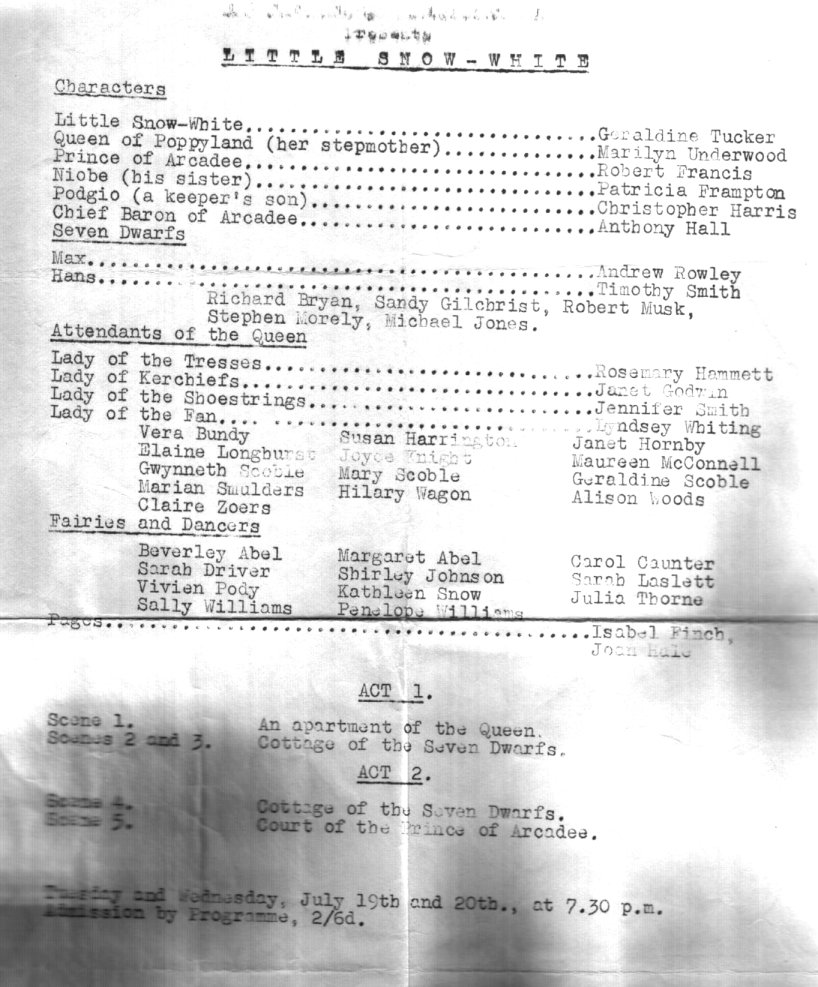 Presents
LITTLE SNOW-WHITE
Characters
Little Snow-White..................................Geraldine Tucker
Queen of Poppyland (her stepmother)..............Marilyn Underwood
Prince of Arcadee..................................Robert Francis
Niobe (his sister)................................Patricia Frampton
Podgio (a keeper's son)...........................Christopher Harris
Chief Baron of Arcadee............................Anthony Hall
Seven Dwarfs
Max................................................Andrew Rowley
Hans...............................................Timothy Smith
Richard Bryan, Sandy Gilchrist, Robert Musk,
Stephen Morely, Michael Jones.
Attendants of the Queen
Lady of the Tresses...............................Rosemary Hammett
Lady of Kerchiefs.................................Janet Godwin
Lady of the Shoestrings...........................Jennifer Smith
Lady of the Fan.... ..............................Lyndsey Whiting
Vera Bundy Susan Harrington Janet Hornby
Elaine Longhurst Joyce Knight Maureen McConnell
Gwynneth Scoble Mary Scoble Geraldine Scoble
Marian Smulders Hilary Wagon Alison Woods
Claire Zoers
Fairies and Dancers
Beverley Abel Margaret Abel Carol Caunter
Sarah Driver Shirley Johnson Sarah Laslett
Vivien Pody Kathleen Snow Julia Thorne
Sally Williams Penelope Williams
Pages..............................................Isabel Finch,
Joan Hale
ACT 1.
Scene 1. An apartment of the Queen.
Scenes 2 and 3. Cottage of the Seven Dwarfs.
ACT 2.
Scene 4. Cottage of the Seven Dwarfs.
Scene 5. Court of the Prince of Arcadee.
Tuesday and Wednesday, July 19th and 20th., at 7.30 p.m.
Admission by Programme, 2/6d.